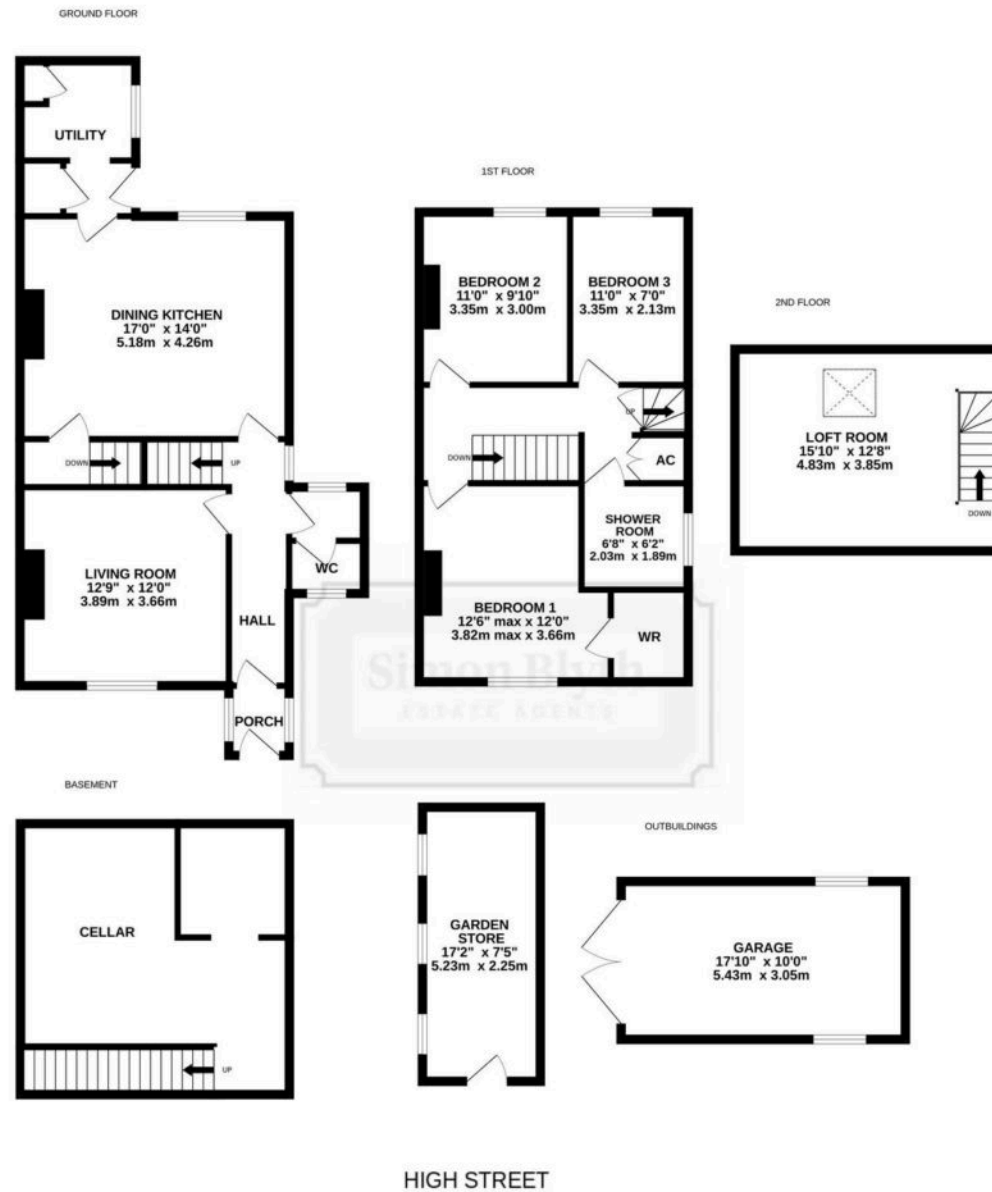 GROUND FLOOR
UTILITY
DINING KITCHEN
17'0" x 14'0"
5.18m x 4.26m
DOWN
UP
LIVING ROOM
12'9" x 12'0"
3.89m x 3.66m
WC
HALL
PORCH
1ST FLOOR
BEDROOM 2
11'0" x 9'10"
3.35m x 3.00m
BEDROOM 3
11'0" x 7'0"
3.35m x 2.13m
UP
DOWN
AC
SHOWER
ROOM
6'8" x 6'2"
2.03m x 1.89m
BEDROOM 1
12'6" max x 12'0"
3.82m max x 3.66m
WR
2ND FLOOR
LOFT ROOM
15'10" x 12'8"
4.83m x 3.85m
DOWN
Simon Blyth
ESTATE AGENTS
BASEMENT
CELLAR
UP
GARDEN
STORE
17'2" x 7'5"
5.23m x 2.25m
OUTBUILDINGS
GARAGE
17'10" x 10'0"
5.43m x 3.05m
HIGH STREET